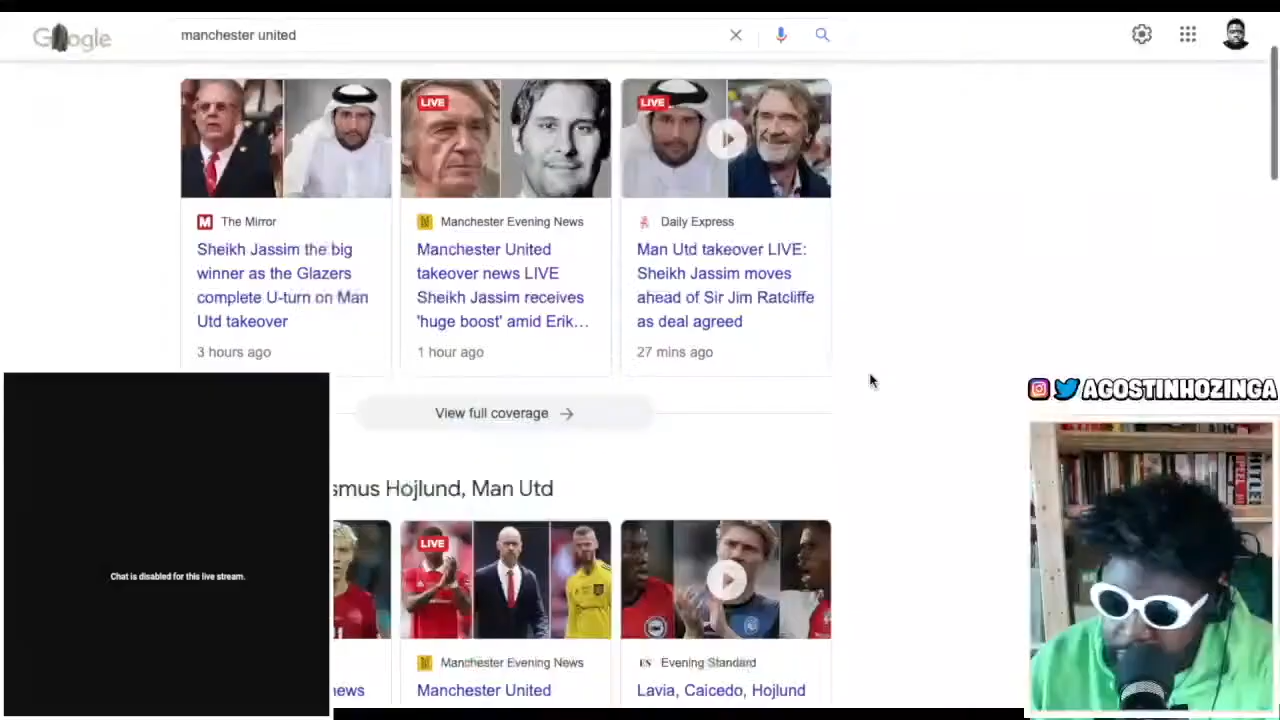 Google
manchester united
LIVE
LIVE
The Mirror
Sheikh Jassim the big
winner as the Glazers
complete U-turn on Man
Utd takeover
3 hours ago
Manchester Evening News
Manchester United
takeover news LIVE
Sheikh Jassim receives
'huge boost' amid Erik...
1 hour ago
Daily Express
Man Utd takeover LIVE:
Sheikh Jassim moves
ahead of Sir Jim Ratcliffe
as deal agreed
27 mins ago
View full coverage
smus Hojlund, Man Utd
LIVE
Manchester Evening News
Manchester United
ES Evening Standard
Lavia, Caicedo, Hojlund
news
Chat is disabled for this live stream.
AGOSTINHOZINGA